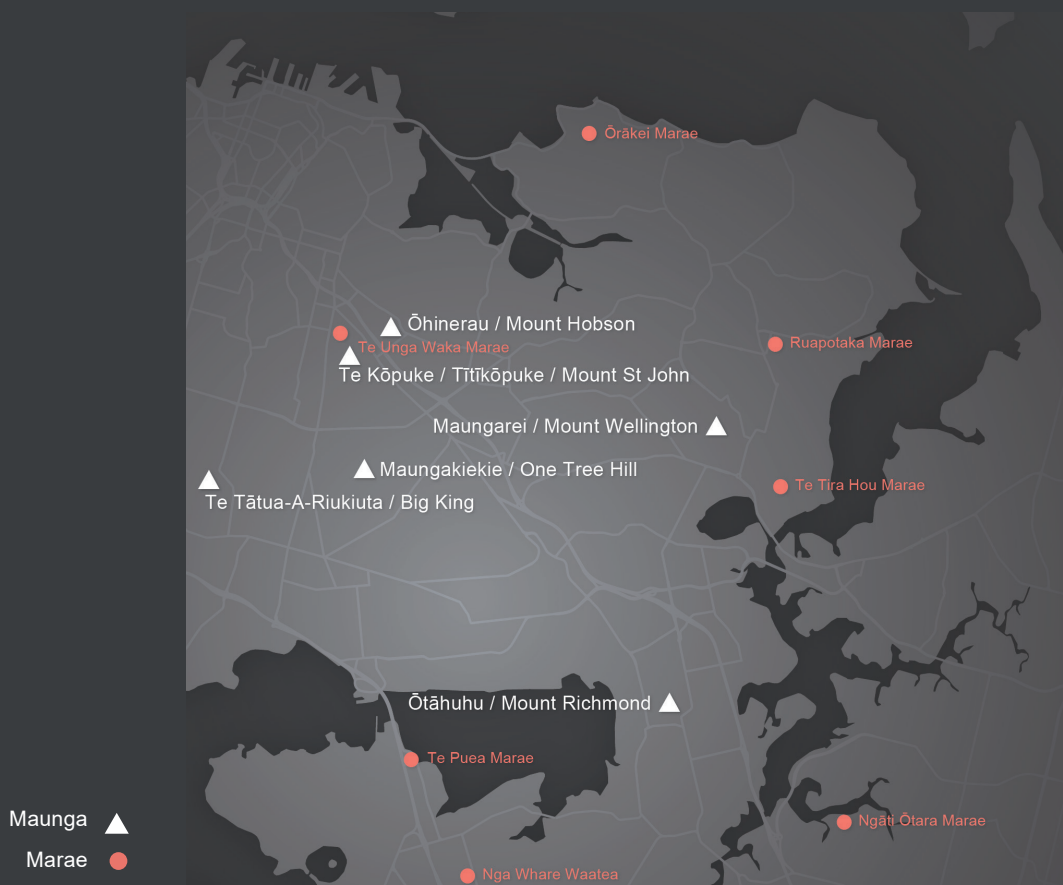 Ōrākei Marae
Ōhinerau / Mount Hobson
Te Unga Waka Marae
Ruapotaka Marae
Te Kōpuke / Tītīkōpuke / Mount St John
Maungarei / Mount Wellington
Maungakiekie / One Tree Hill
Te Tira Hou Marae
Te Tātua-A-Riukiuta / Big King
Ōtāhuhu / Mount Richmond
Te Puea Marae
Ngāti Ōtara Marae
Nga Whare Waatea
Maunga
Marae